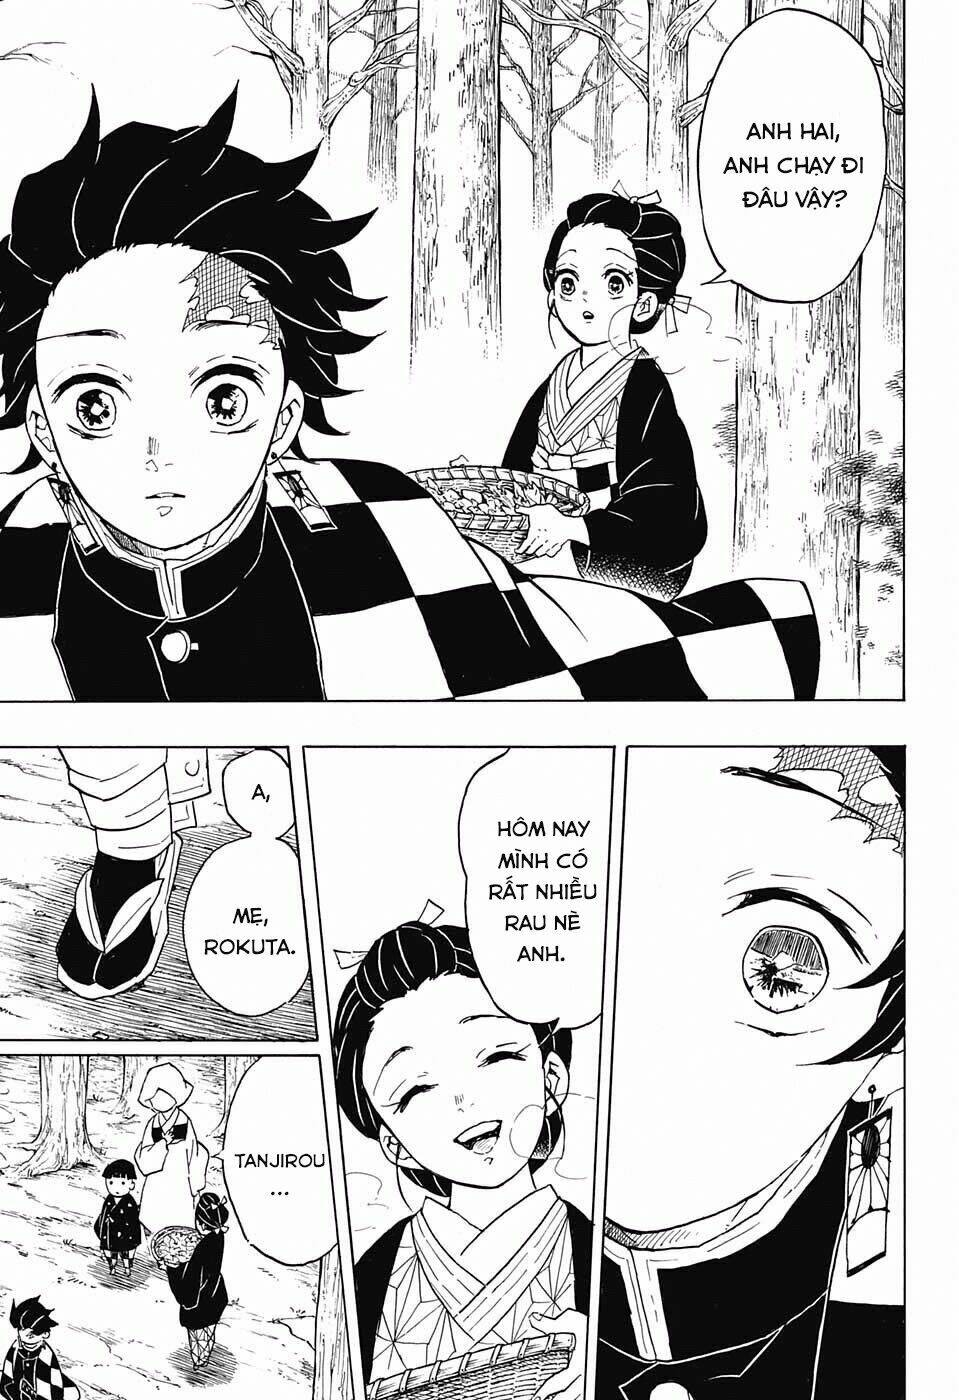 ANH HAI,
ANH CHẠY ĐI
ĐÂU VẬY?
HÔM NAY
MÌNH CÓ
RẤT NHIỀU
RAU NÈ
ANH.
A,
MẸ,
ROKUTA.
TANJIROU
...